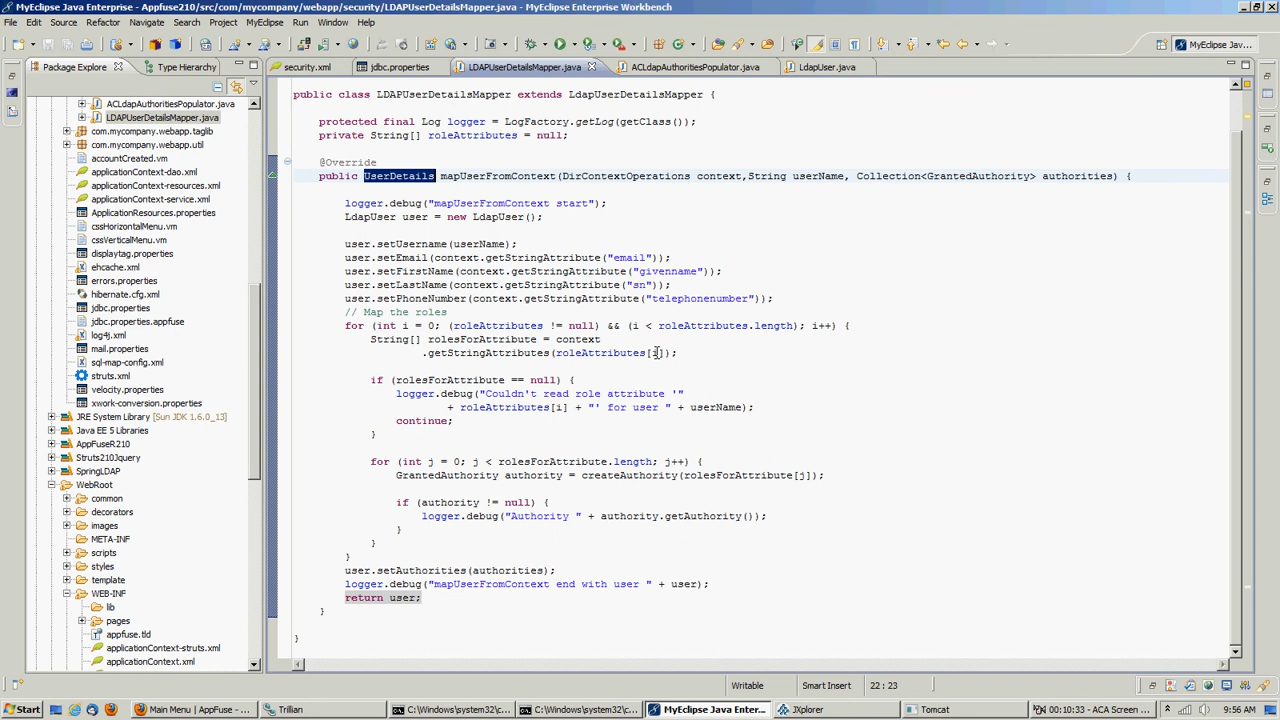 MyEclipse Java Enterprise - Appfuse210/src/com/mycompany/webapp/security/LDAPUserDetailsMapper.java - MyEclipse Enterprise Workbench
File Edit Source Refactor Navigate Search Project MyEclipse Run Window Help
MyEclipse Jav...
Package Explore Type Hierarchy
security.xml jdbc.properties LDAPUserDetailsMapper.java ACLdapAuthoritiesPopulator.java LdapUser.java
ACLdapAuthoritiesPopulator.java
LDAPUserDetailsMapper.java
com.mycompany.webapp.taglib
com.mycompany.webapp.util
accountCreated.vm
applicationContext-dao.xml
applicationContext-resources.xml
applicationContext-service.xml
ApplicationResources.properties
cssHorizontalMenu.vm
cssVerticalMenu.vm
displaytag.properties
ehcache.xml
errors.properties
hibernate.cfg.xml
jdbc.properties
jdbc.properties.appfuse
log4j.xml
mail.properties
sql-map-config.xml
struts.xml
velocity.properties
xwork-conversion.properties
JRE System Library [Sun JDK 1.6.0_13]
Java EE 5 Libraries
AppFuseR210
Struts210Jquery
SpringLDAP
WebRoot
common
decorators
images
META-INF
scripts
styles
template
WEB-INF
lib
pages
appfuse.tld
applicationContext-struts.xml
applicationContext.xml
public class LDAPUserDetailsMapper extends LdapUserDetailsMapper {
protected final Log logger = LogFactory.getLog(getClass());
private String[] roleAttributes = null;
@Override
public UserDetails mapUserFromContext(DirContextOperations context,String userName, Collection<GrantedAuthority> authorities) {
logger.debug("mapUserFromContext start");
LdapUser user = new LdapUser();
user.setUsername(userName);
user.setEmail(context.getStringAttribute("email"));
user.setFirstName(context.getStringAttribute("givenname"));
user.setLastName(context.getStringAttribute("sn"));
user.setPhoneNumber(context.getStringAttribute("telephonenumber"));
// Map the roles
for (int i = 0; (roleAttributes != null) && (i < roleAttributes.length); i++) {
String[] rolesForAttribute = context
.getStringAttributes(roleAttributes[i]);
if (rolesForAttribute == null) {
logger.debug("Couldn't read role attribute '"
+ roleAttributes[i] + "' for user " + userName);
continue;
}
for (int j = 0; j < rolesForAttribute.length; j++) {
GrantedAuthority authority = createAuthority(rolesForAttribute[j]);
if (authority != null) {
logger.debug("Authority " + authority.getAuthority());
}
}
}
user.setAuthorities(authorities);
logger.debug("mapUserFromContext end with user " + user);
return user;
}
}
Writable Smart Insert 22 : 23
Start Main Menu | AppFuse ... Trillian C:\Windows\system32\... C:\Windows\system32\... MyEclipse Java Enter... JXplorer Tomcat 00:10:33 - ACA Screen ... 9:56 AM